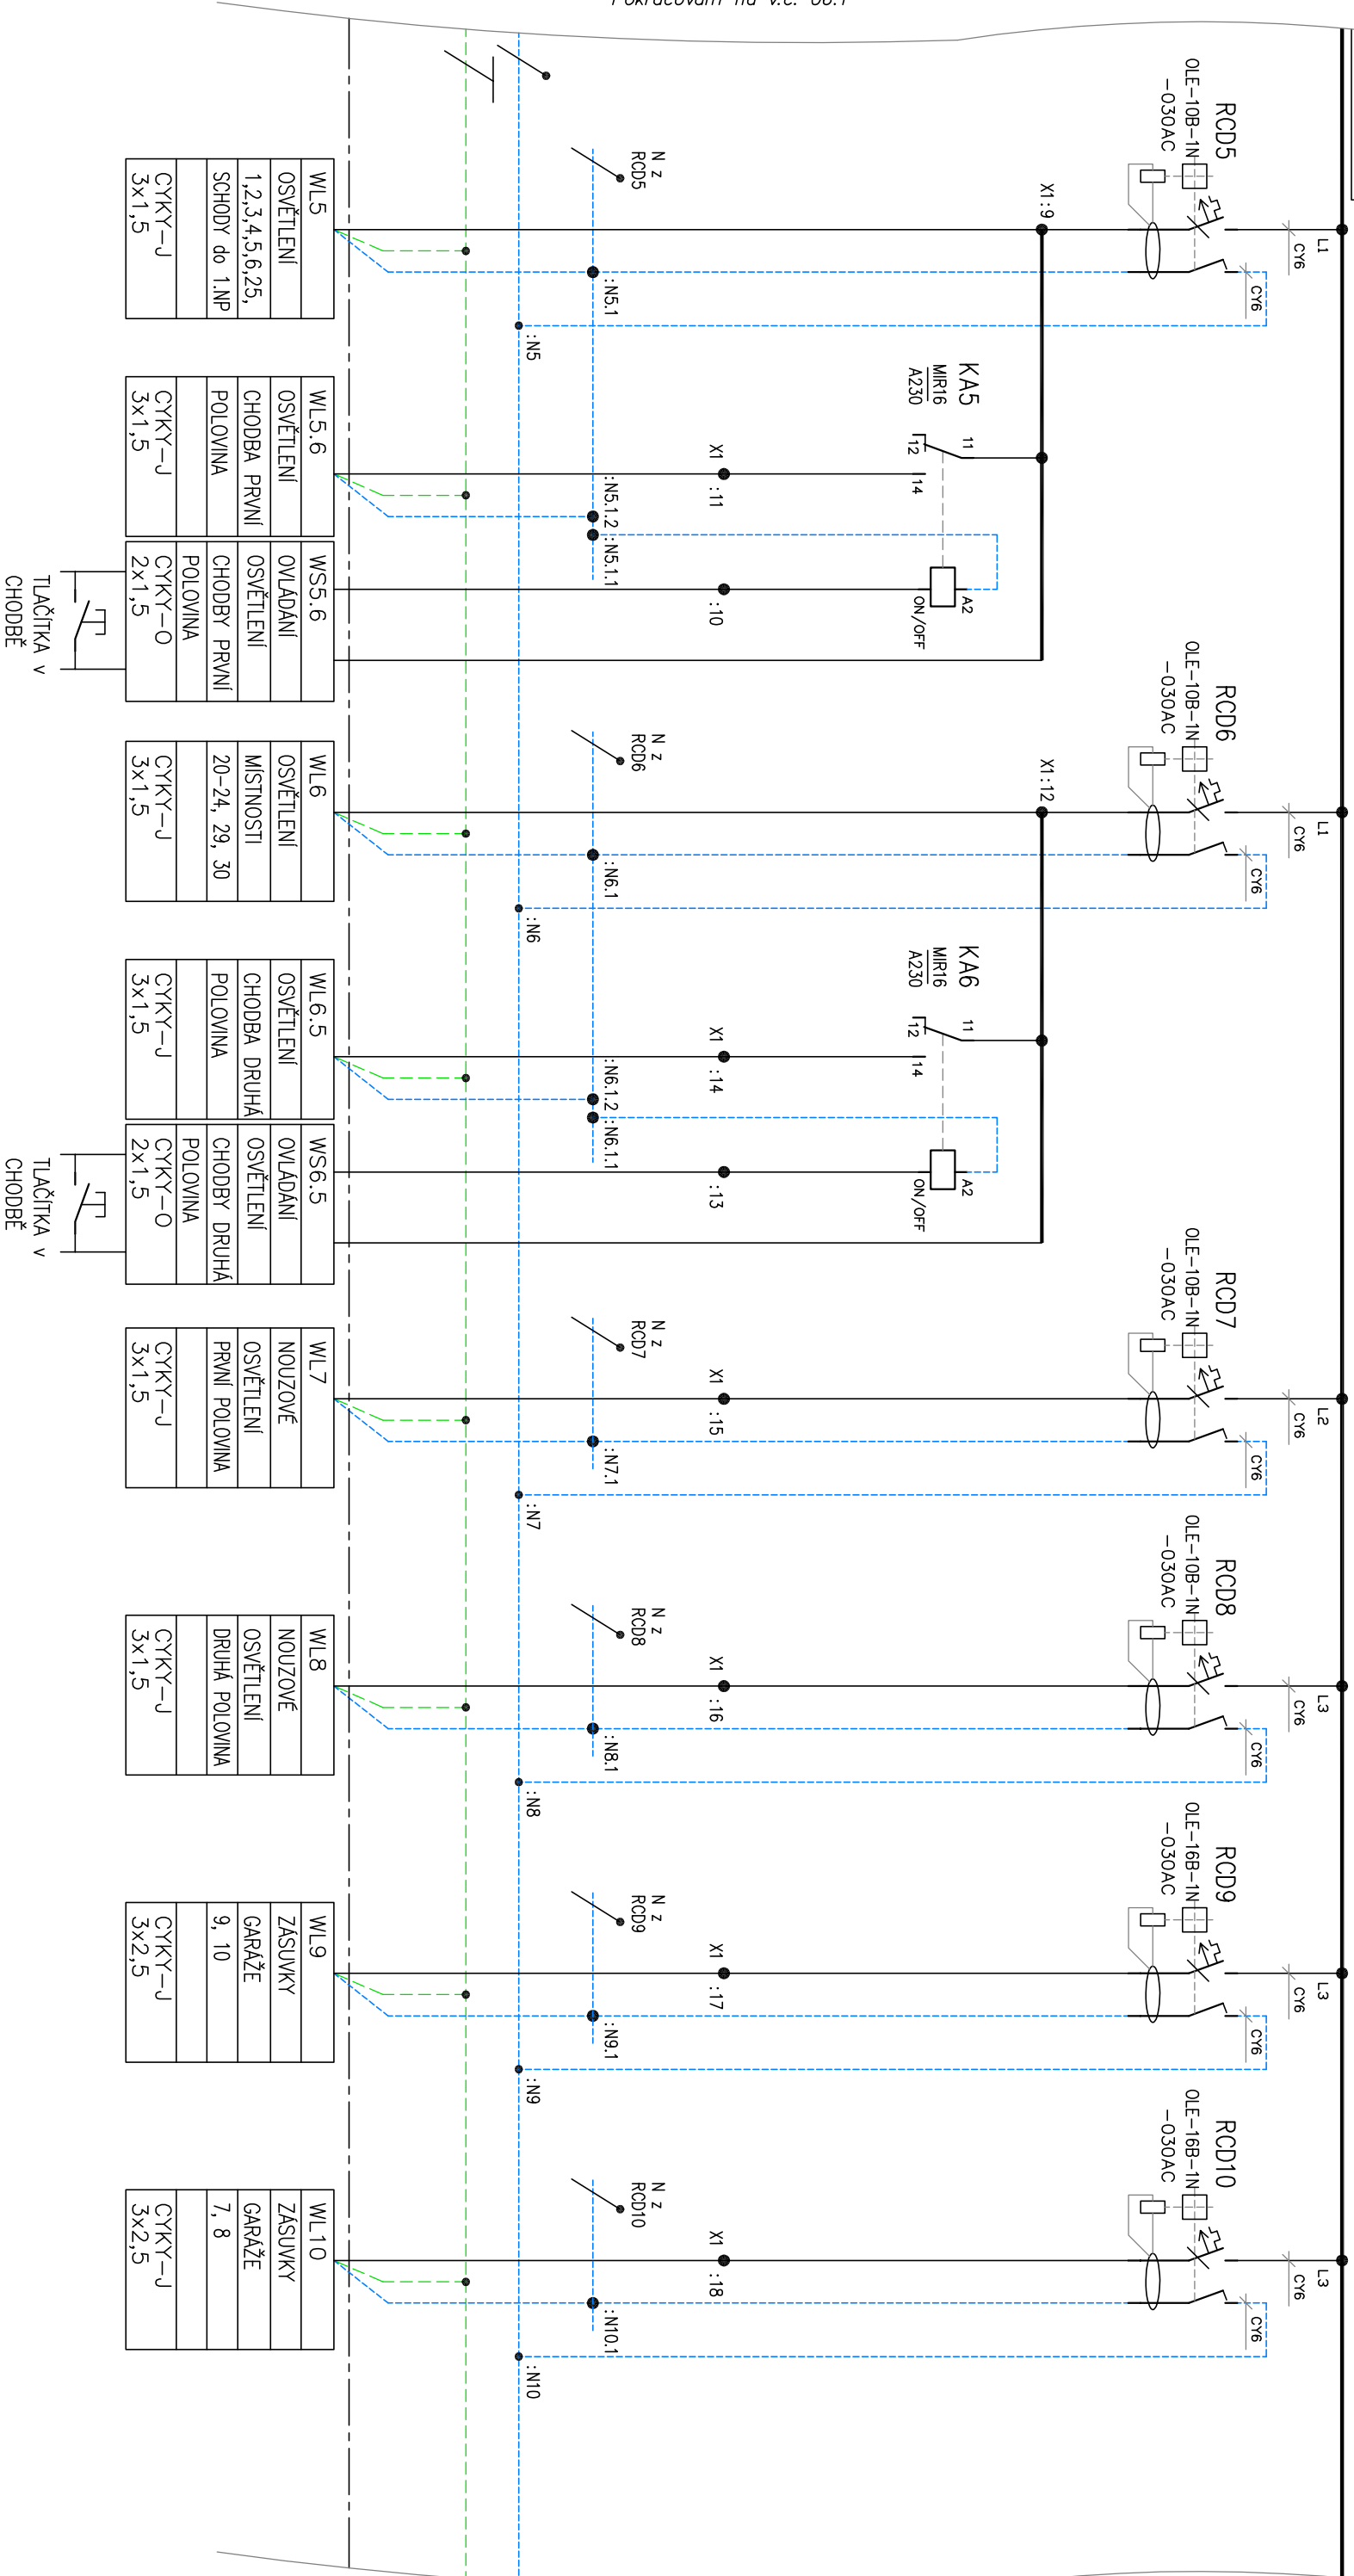 Pokračování na v.č. 06.1
RCD5
OLE-10B-1N
-030AC
L1
CY6
CY6
X1:9
KA5
MIR16
A230
11
12
14
A2
ON/OFF
N z
RCD5
:N5.1
:N5
X1
:11
:N5.1.2
:N5.1.1
:10
WL5
OSVĚTLENÍ
1,2,3,4,5,6,25,
SCHODY do 1.NP
CYKY-J
3x1,5
WL5.6
OSVĚTLENÍ
CHODBA PRVNÍ
POLOVINA
CYKY-J
3x1,5
WS5.6
OVLÁDÁNÍ
OSVĚTLENÍ
CHODBY PRVNÍ
POLOVINA
CYKY-O
2x1,5
TLAČÍTKA v
CHODBĚ
RCD6
OLE-10B-1N
-030AC
L1
CY6
CY6
X1:12
KA6
MIR16
A230
11
12
14
A2
ON/OFF
N z
RCD6
:N6.1
:N6
X1
:14
:N6.1.2
:N6.1.1
:13
WL6
OSVĚTLENÍ
MÍSTNOSTI
20-24, 29, 30
CYKY-J
3x1,5
WL6.5
OSVĚTLENÍ
CHODBA DRUHÁ
POLOVINA
CYKY-J
3x1,5
WS6.5
OVLÁDÁNÍ
OSVĚTLENÍ
CHODBY DRUHÁ
POLOVINA
CYKY-O
2x1,5
TLAČÍTKA v
CHODBĚ
RCD7
OLE-10B-1N
-030AC
L2
CY6
CY6
N z
RCD7
X1
:15
:N7.1
:N7
WL7
NOUZOVÉ
OSVĚTLENÍ
PRVNÍ POLOVINA
CYKY-J
3x1,5
RCD8
OLE-10B-1N
-030AC
L3
CY6
CY6
N z
RCD8
X1
:16
:N8.1
:N8
WL8
NOUZOVÉ
OSVĚTLENÍ
DRUHÁ POLOVINA
CYKY-J
3x1,5
RCD9
OLE-16B-1N
-030AC
L3
CY6
CY6
N z
RCD9
X1
:17
:N9.1
:N9
WL9
ZÁSUVKY
GARÁŽE
9, 10
CYKY-J
3x2,5
RCD10
OLE-16B-1N
-030AC
L3
CY6
CY6
N z
RCD10
X1
:18
:N10.1
:N10
WL10
ZÁSUVKY
GARÁŽE
7, 8
CYKY-J
3x2,5